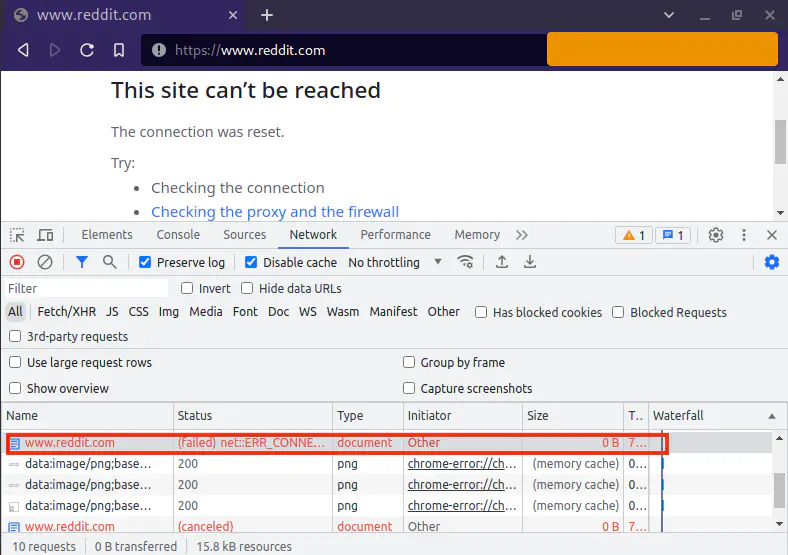 www.reddit.com
https://www.reddit.com
This site can’t be reached
The connection was reset.
Try:
Checking the connection
Checking the proxy and the firewall
Elements Console Sources Network Performance Memory 1 1
Preserve log Disable cache No throttling
Filter Invert Hide data URLs
All Fetch/XHR JS CSS Img Media Font Doc WS Wasm Manifest Other Has blocked cookies Blocked Requests
3rd-party requests
Use large request rows Group by frame
Show overview Capture screenshots
Name Status Type Initiator Size T.. Waterfall
www.reddit.com (failed) net::ERR_CONNE... document Other 0 B 7...
data:image/png;base... 200 png chrome-error://ch... (memory cache) 0...
data:image/png;base... 200 png chrome-error://ch... (memory cache) 0...
data:image/png;base... 200 png chrome-error://ch... (memory cache) 0...
www.reddit.com (canceled) document Other 0 B 7...
10 requests 0 B transferred 15.8 kB resources